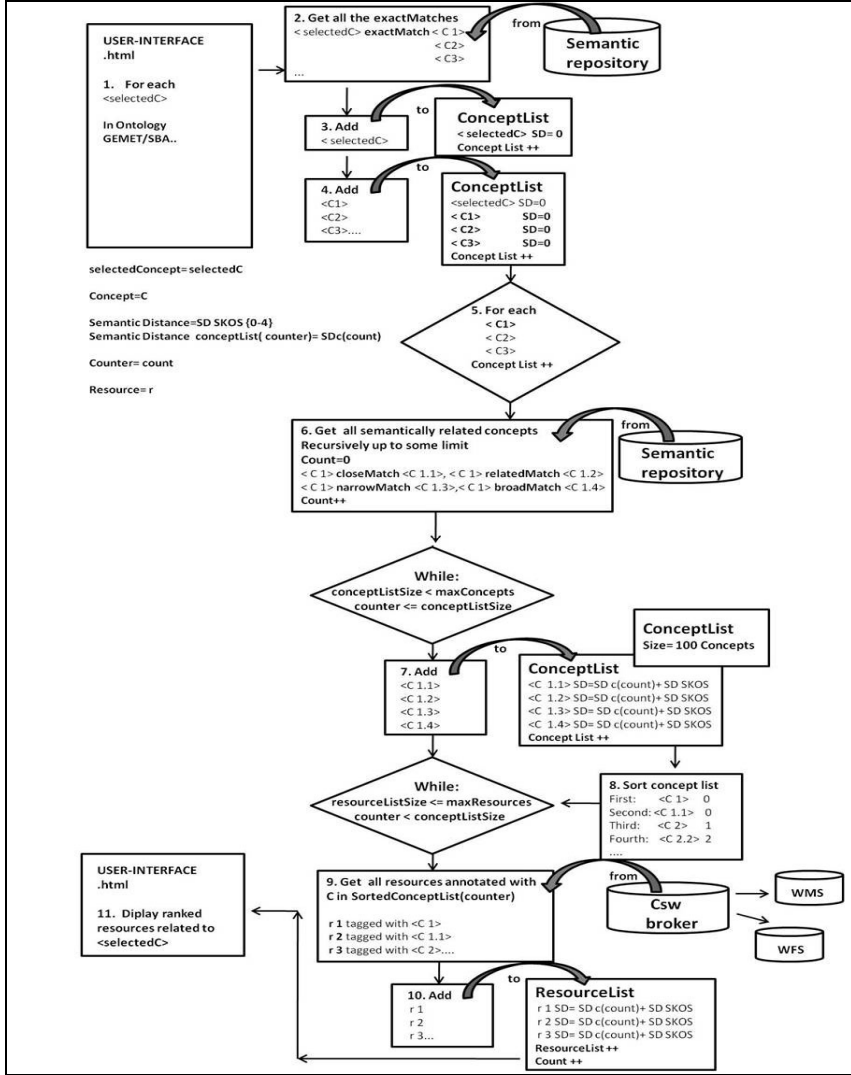 USER-INTERFACE
.html
1. For each
<selectedC>
In Ontology
GEMET/SBA..
2. Get all the exactMatches
< selectedC> exactMatch < C 1>
< C2>
< C3>
...
from
Semantic
repository
3. Add
< selectedC>
to
ConceptList
< selectedC> SD= 0
Concept List ++
4. Add
<C1>
<C2>
<C3>....
to
ConceptList
<selectedC> SD=0
< C1> SD=0
< C2> SD=0
< C3> SD=0
Concept List ++
selectedConcept= selectedC
Concept=C
Semantic Distance=SD SKOS {0-4}
Semantic Distance conceptList( counter)= SDc(count)
Counter= count
Resource= r
5. For each
< C1>
< C2>
< C3>
Concept List ++
6. Get all semantically related concepts
Recursively up to some limit
Count=0
< C 1> closeMatch <C 1.1>, < C 1> relatedMatch <C 1.2>
< C 1> narrowMatch <C 1.3>,< C 1> broadMatch <C 1.4>
Count++
from
Semantic
repository
While:
conceptListSize < maxConcepts
counter <= conceptListSize
7. Add
<C 1.1>
<C 1.2>
<C 1.3>
<C 1.4>
to
ConceptList
Size= 100 Concepts
ConceptList
<C 1.1> SD=SD c(count)+ SD SKOS
<C 1.2> SD=SD c(count)+ SD SKOS
<C 1.3> SD= SD c(count)+ SD SKOS
<C 1.4> SD= SD c(count)+ SD SKOS
Concept List ++
While:
resourceListSize <= maxResources
counter < conceptListSize
8. Sort concept list
First: <C 1> 0
Second: <C 1.1> 0
Third: <C 2> 1
Fourth: <C 2.2> 2
....
9. Get all resources annotated with
C in SortedConceptList(counter)
r 1 tagged with <C 1>
r 2 tagged with <C 1.1>
r 3 tagged with <C 2>....
from
Csw
broker
WMS
WFS
USER-INTERFACE
.html
11. Diplay ranked
resources related to
<selectedC>
10. Add
r 1
r 2
r 3...
to
ResourceList
r 1 SD= SD c(count)+ SD SKOS
r 2 SD= SD c(count)+ SD SKOS
r 3 SD= SD c(count)+ SD SKOS
ResourceList ++
Count ++